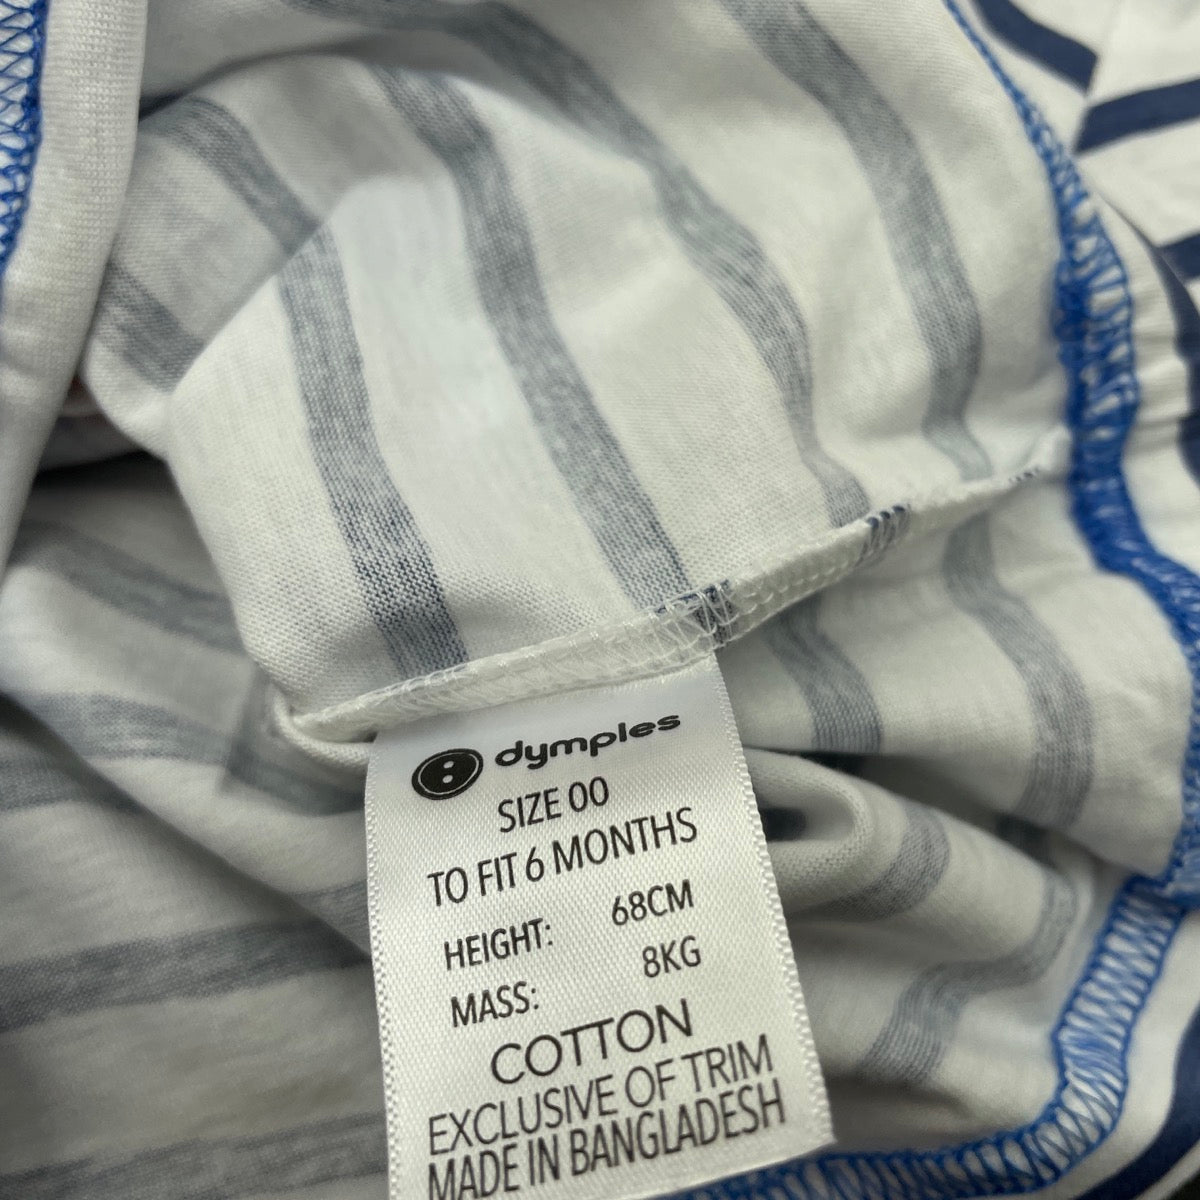 dymples
SIZE 00
TO FIT 6 MONTHS
HEIGHT: 68CM
MASS: 8KG
COTTON
EXCLUSIVE OF TRIM
MADE IN BANGLADESH